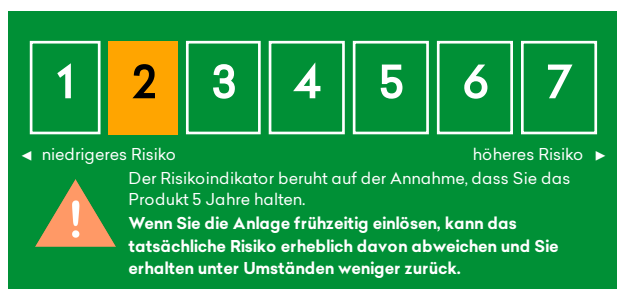 1 2 3 4 5 6 7
◄ niedrigeres Risiko höheres Risiko ►
Der Risikoindikator beruht auf der Annahme, dass Sie das
Produkt 5 Jahre halten.
!
Wenn Sie die Anlage frühzeitig einlösen, kann das
tatsächliche Risiko erheblich davon abweichen und Sie
erhalten unter Umständen weniger zurück.